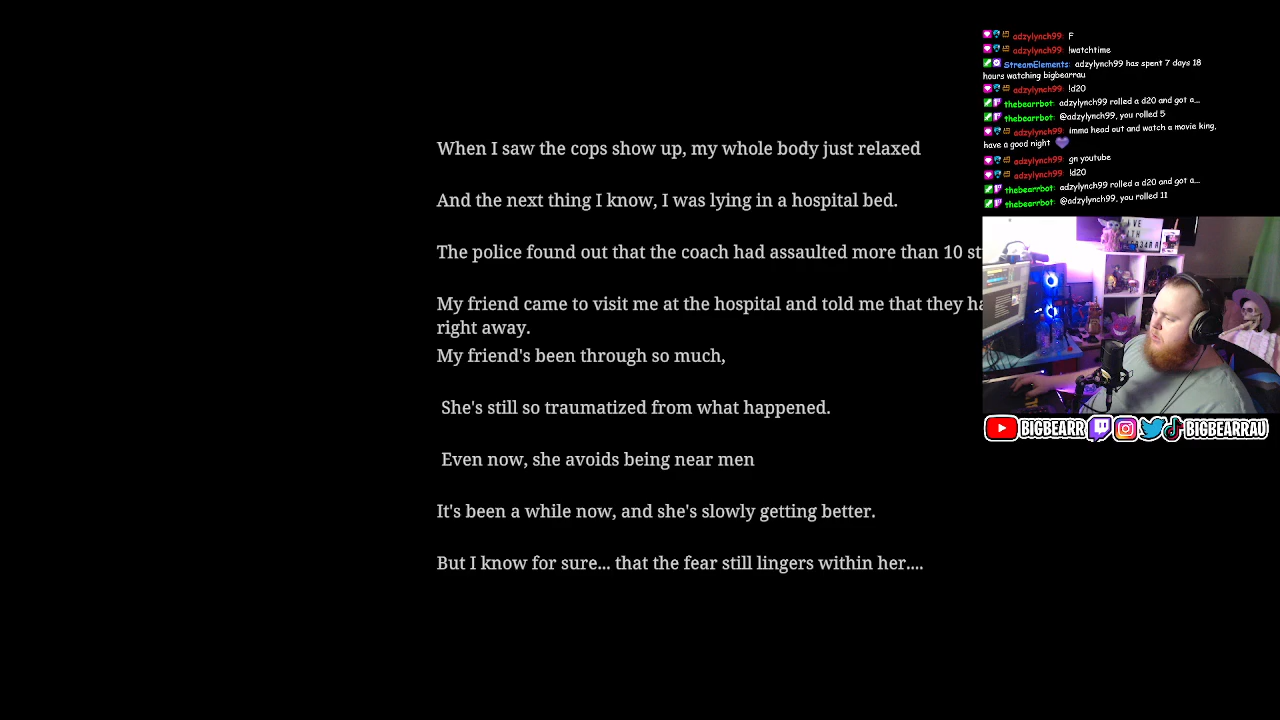 When I saw the cops show up, my whole body just relaxed
And the next thing I know, I was lying in a hospital bed.
The police found out that the coach had assaulted more than 10
My friend came to visit me at the hospital and told me that they
right away.
My friend's been through so much,
She's still so traumatized from what happened.
Even now, she avoids being near men
It's been a while now, and she's slowly getting better.
But I know for sure... that the fear still lingers within her....
adzylynch99: F
adzylynch99: !watchtime
StreamElements: adzylynch99 has spent 7 days 18
hours watching bigbearrau
adzylynch99: !d20
thebearrbot: adzylynch99 rolled a d20 and got a...
thebearrbot: @adzylynch99, you rolled 5
adzylynch99: imma head out and watch a movie king,
have a good night
adzylynch99: gn youtube
adzylynch99: !d20
thebearrbot: adzylynch99 rolled a d20 and got a...
thebearrbot: @adzylynch99, you rolled 11
BIGBEARR BIGBEARRAU